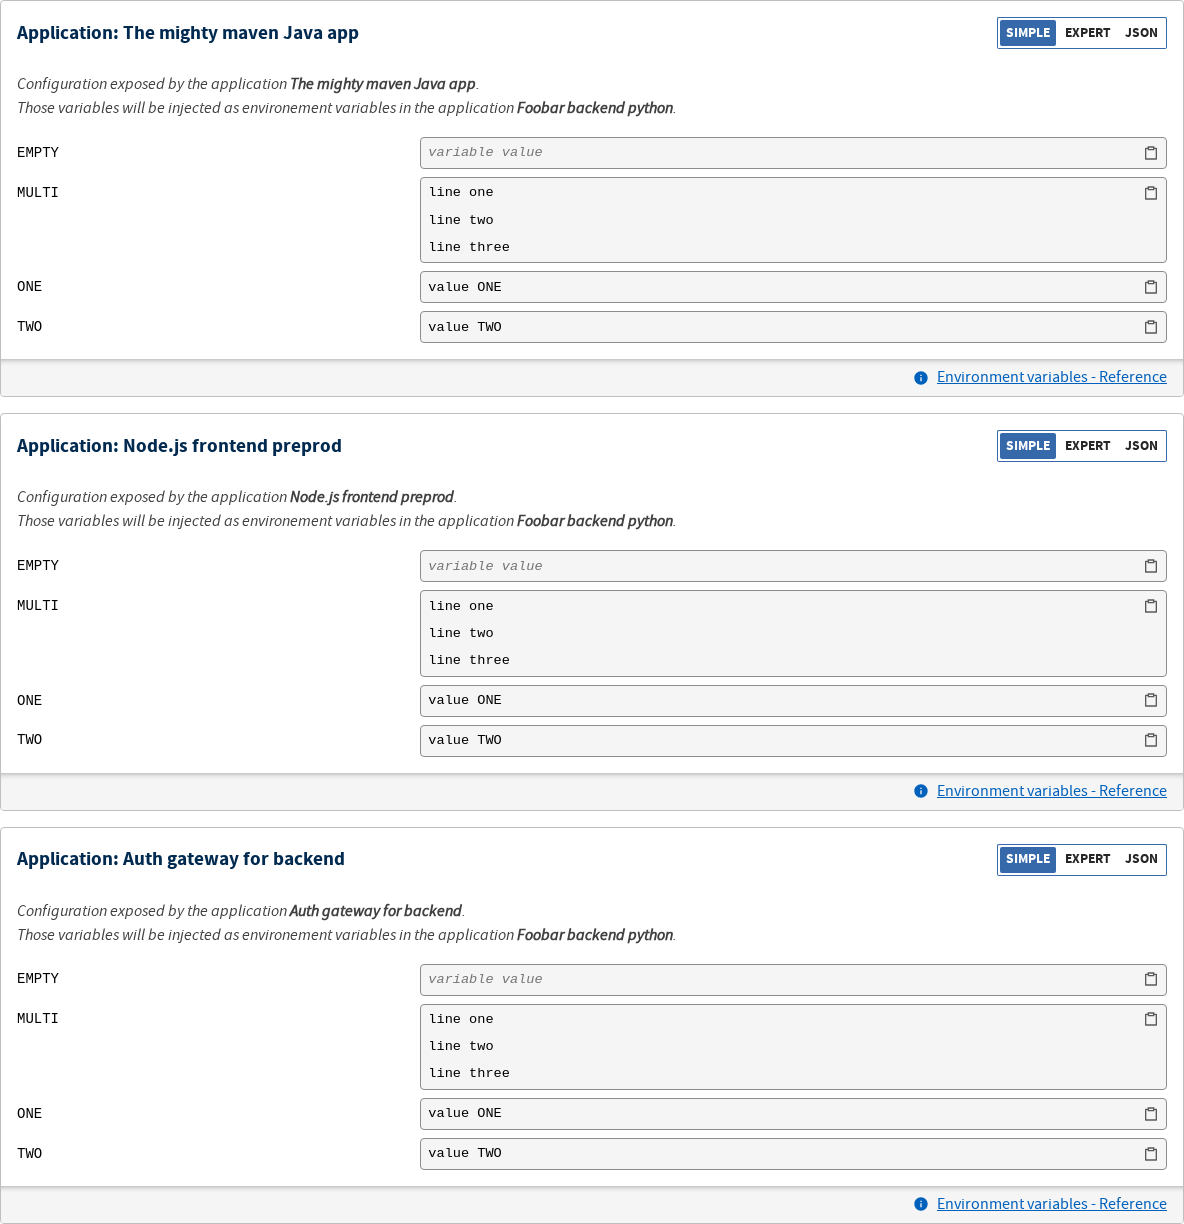 Application: The mighty maven Java app
SIMPLE EXPERT JSON
Configuration exposed by the application The mighty maven Java app.
Those variables will be injected as environement variables in the application Foobar backend python.
EMPTY
variable value
MULTI
line one
line two
line three
ONE
value ONE
TWO
value TWO
Environment variables - Reference
Application: Node.js frontend preprod
SIMPLE EXPERT JSON
Configuration exposed by the application Node.js frontend preprod.
Those variables will be injected as environement variables in the application Foobar backend python.
EMPTY
variable value
MULTI
line one
line two
line three
ONE
value ONE
TWO
value TWO
Environment variables - Reference
Application: Auth gateway for backend
SIMPLE EXPERT JSON
Configuration exposed by the application Auth gateway for backend.
Those variables will be injected as environement variables in the application Foobar backend python.
EMPTY
variable value
MULTI
line one
line two
line three
ONE
value ONE
TWO
value TWO
Environment variables - Reference